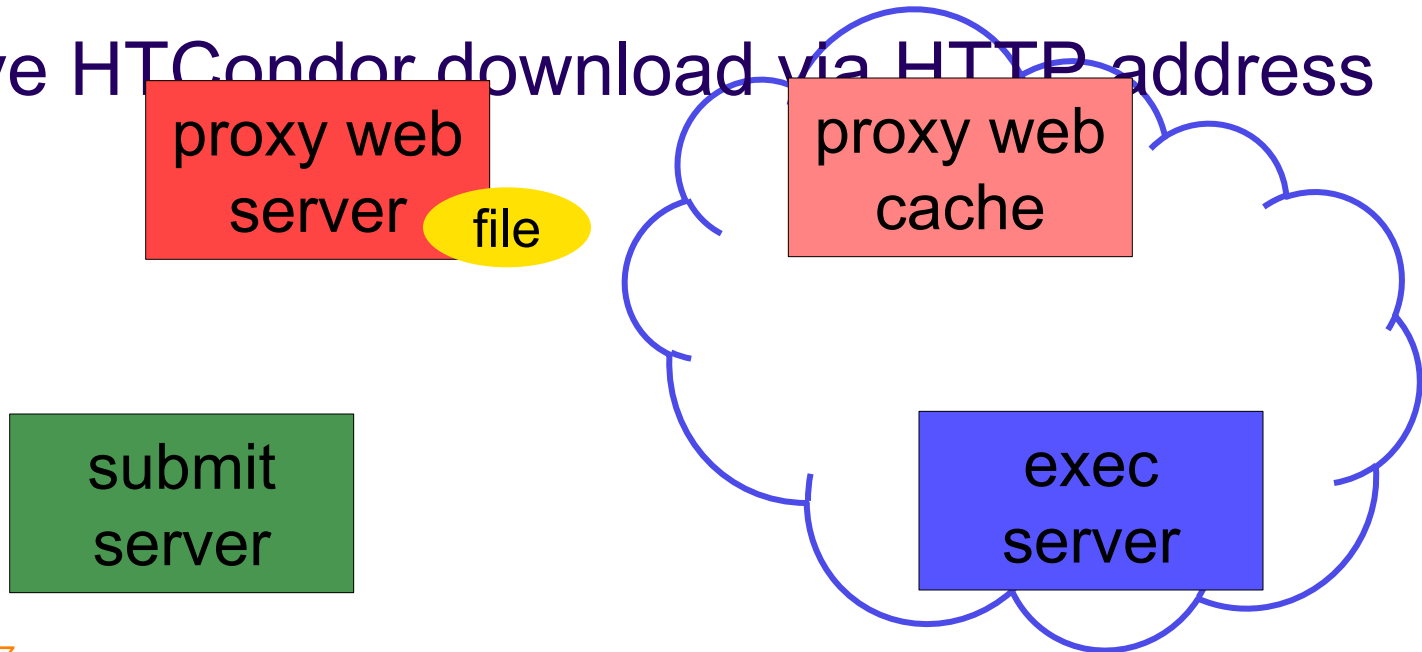 ve HTCondor download via HTTP address
proxy web
server
file
proxy web
cache
submit
server
exec
server